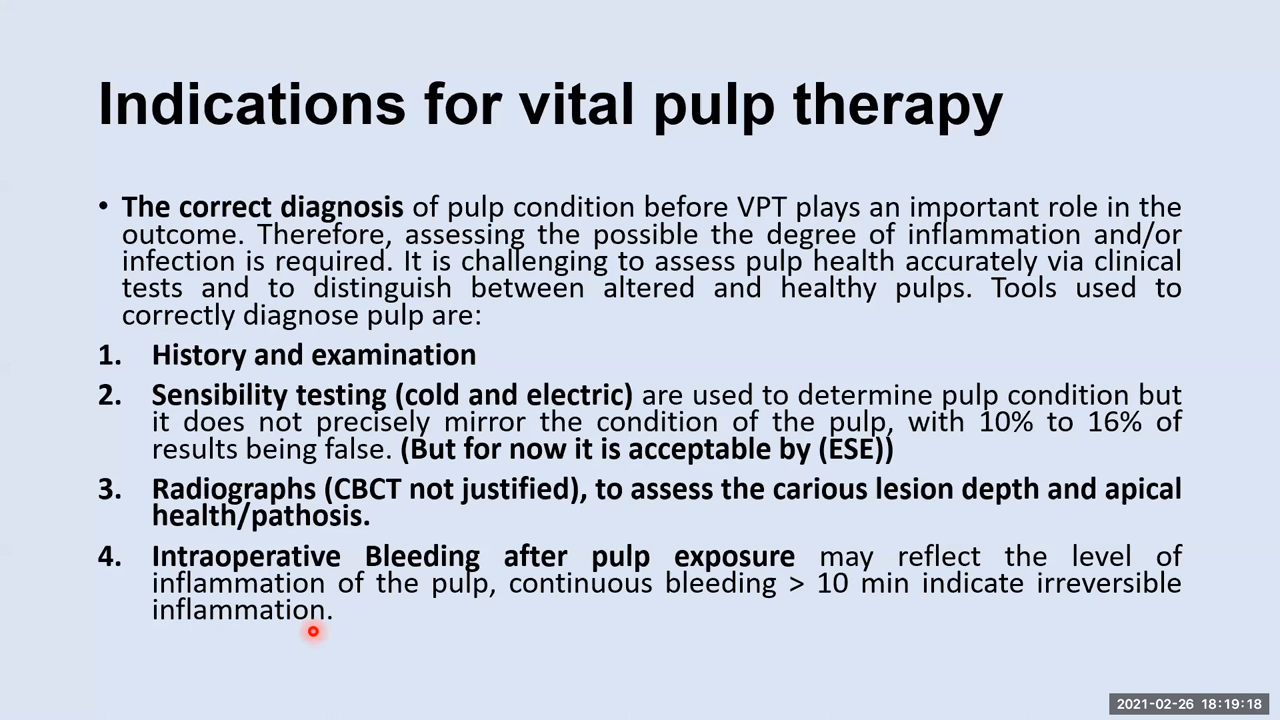 Indications for vital pulp therapy
• The correct diagnosis of pulp condition before VPT plays an important role in the
outcome. Therefore, assessing the possible the degree of inflammation and/or
infection is required. It is challenging to assess pulp health accurately via clinical
tests and to distinguish between altered and healthy pulps. Tools used to
correctly diagnose pulp are:
1. History and examination
2. Sensibility testing (cold and electric) are used to determine pulp condition but
it does not precisely mirror the condition of the pulp, with 10% to 16% of
results being false. (But for now it is acceptable by (ESE))
3. Radiographs (CBCT not justified), to assess the carious lesion depth and apical
health/pathosis.
4. Intraoperative Bleeding after pulp exposure may reflect the level of
inflammation of the pulp, continuous bleeding > 10 min indicate irreversible
inflammation.
2021-02-26 18:19:18